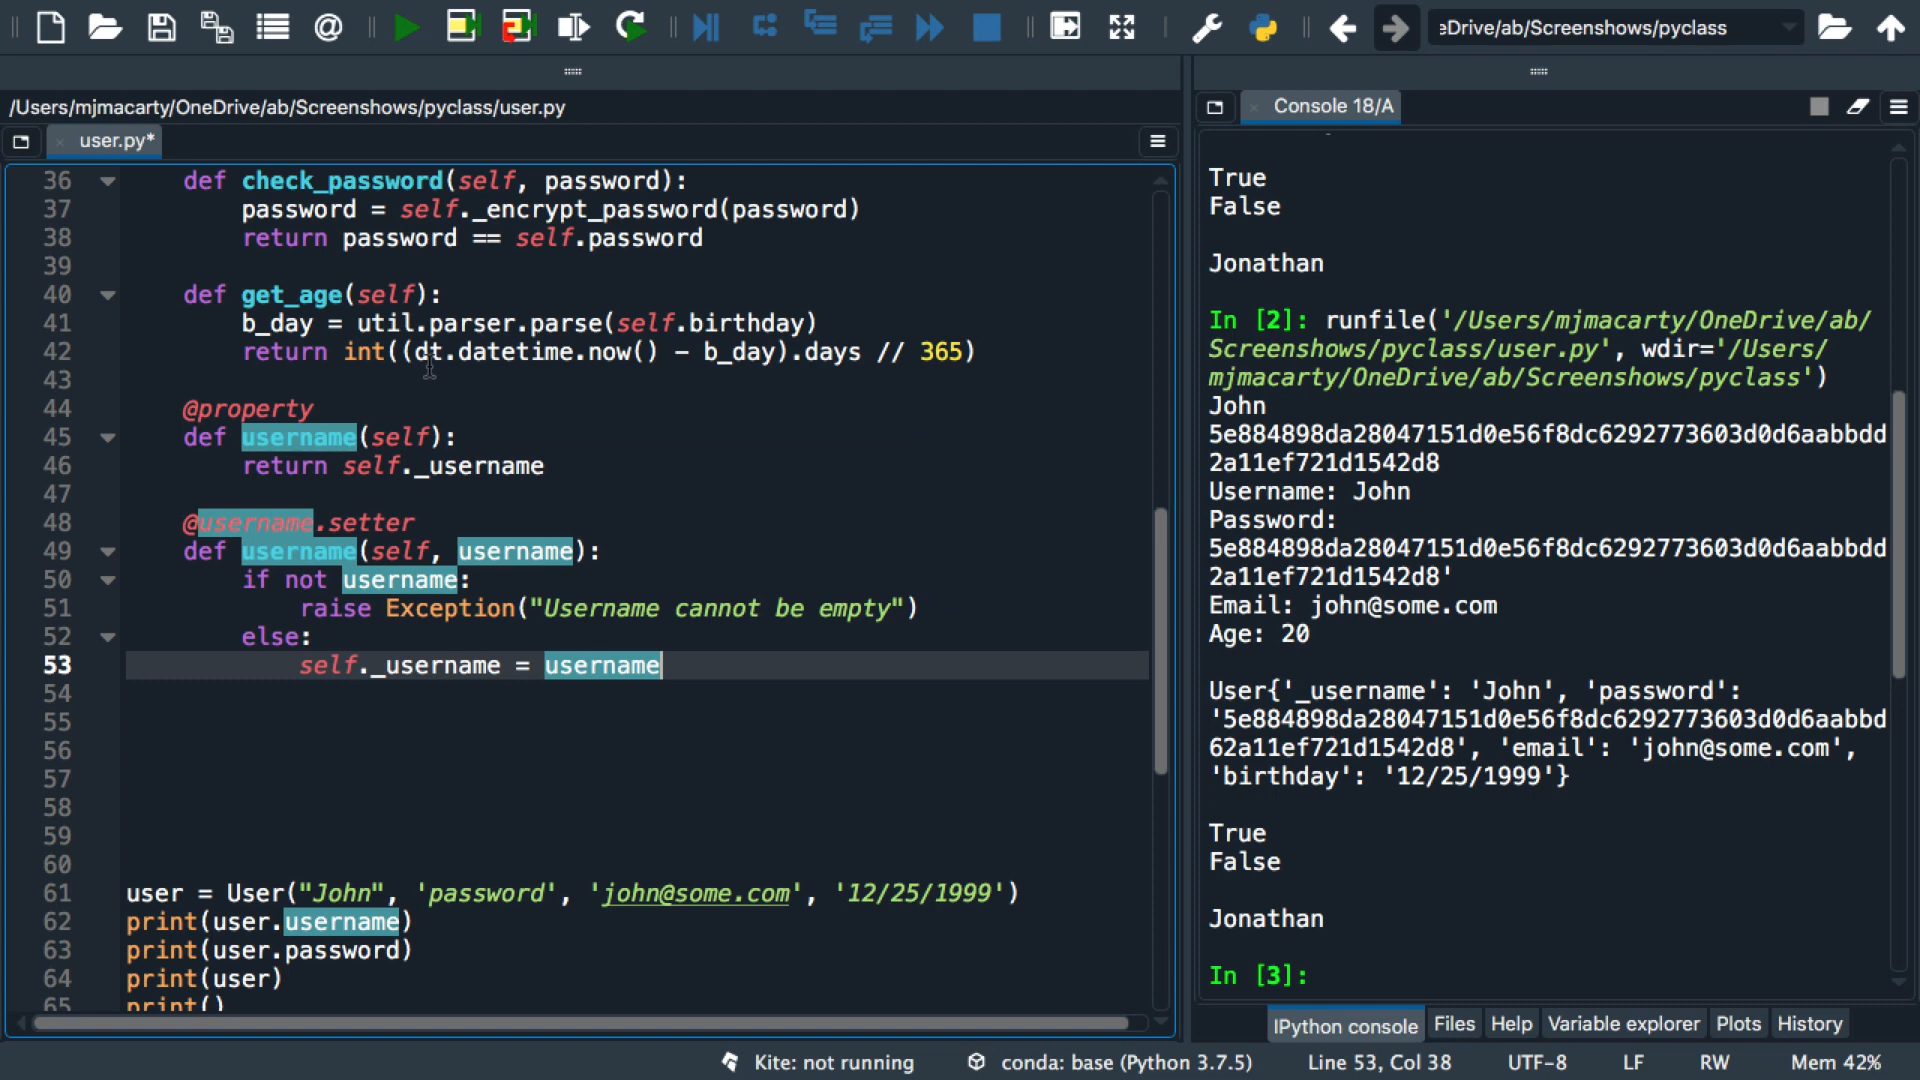 eDrive/ab/Screenshows/pyclass
/Users/mjmacarty/OneDrive/ab/Screenshows/pyclass/user.py
user.py*
36 def check_password(self, password):
37 password = self._encrypt_password(password)
38 return password == self.password
39
40 def get_age(self):
41 b_day = util.parser.parse(self.birthday)
42 return int((dt.datetime.now() - b_day).days // 365)
43
44 @property
45 def username(self):
46 return self._username
47
48 @username.setter
49 def username(self, username):
50 if not username:
51 raise Exception("Username cannot be empty")
52 else:
53 self._username = username
54
55
56
57
58
59
60
61 user = User("John", 'password', 'john@some.com', '12/25/1999')
62 print(user.username)
63 print(user.password)
64 print(user)
65 print()
Console 18/A
True
False
Jonathan
In [2]: runfile('/Users/mjmacarty/OneDrive/ab/
Screenshows/pyclass/user.py', wdir='/Users/
mjmacarty/OneDrive/ab/Screenshows/pyclass')
John
5e884898da28047151d0e56f8dc6292773603d0d6aabbdd
2a11ef721d1542d8
Username: John
Password:
5e884898da28047151d0e56f8dc6292773603d0d6aabbdd
2a11ef721d1542d8'
Email: john@some.com
Age: 20
User{'_username': 'John', 'password':
'5e884898da28047151d0e56f8dc6292773603d0d6aabbd
62a11ef721d1542d8', 'email': 'john@some.com',
'birthday': '12/25/1999'}
True
False
Jonathan
In [3]:
IPython console Files Help Variable explorer Plots History
Kite: not running conda: base (Python 3.7.5) Line 53, Col 38 UTF-8 LF RW Mem 42%